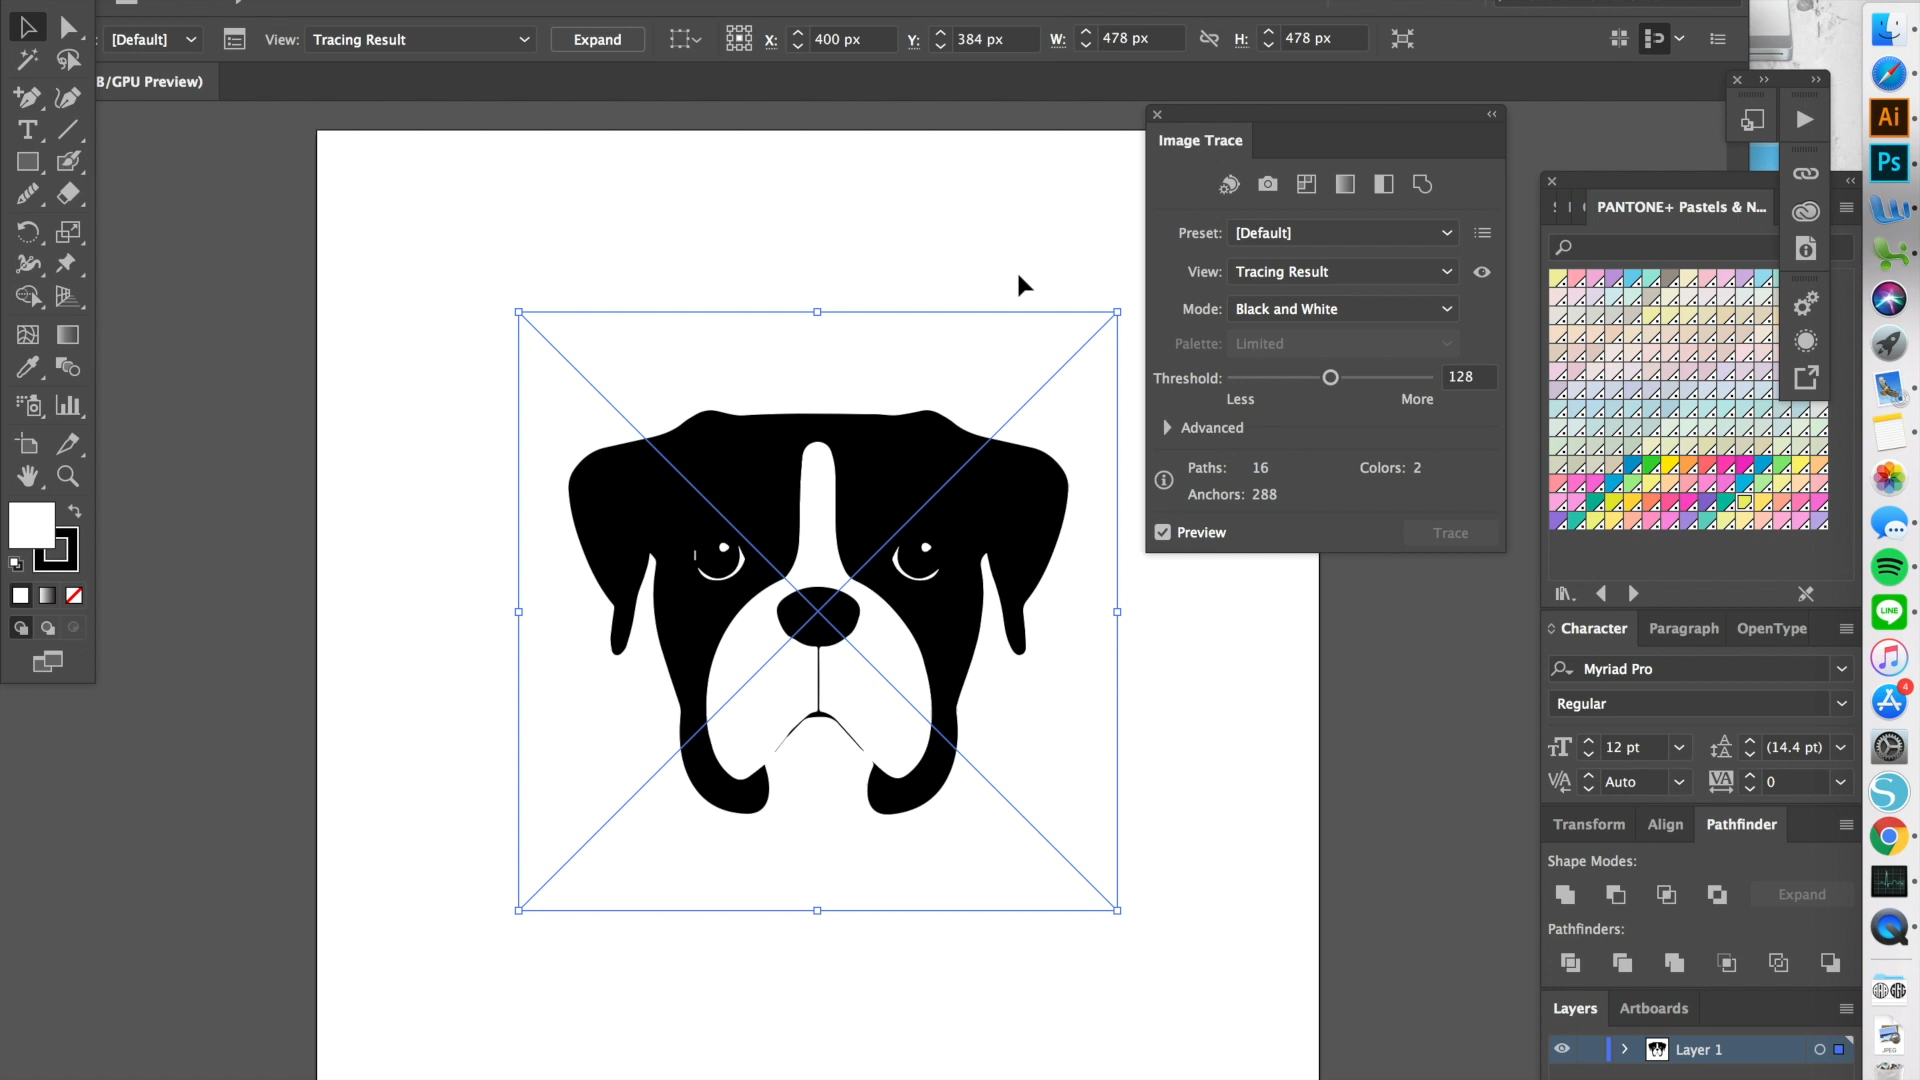 : [Default] View: Tracing Result Expand X: 400 px Y: 384 px W: 478 px H: 478 px
B/GPU Preview)
Image Trace
Preset: [Default]
View: Tracing Result
Mode: Black and White
Palette: Limited
Threshold: 128
Less More
Advanced
Paths: 16 Colors: 2
Anchors: 288
Preview Trace
PANTONE+ Pastels & N...
Character Paragraph OpenType
Myriad Pro
Regular
12 pt (14.4 pt)
Auto 0
Transform Align Pathfinder
Shape Modes:
Expand
Pathfinders:
Layers Artboards
Layer 1
Ai
Ps
LINE
4
JPEG